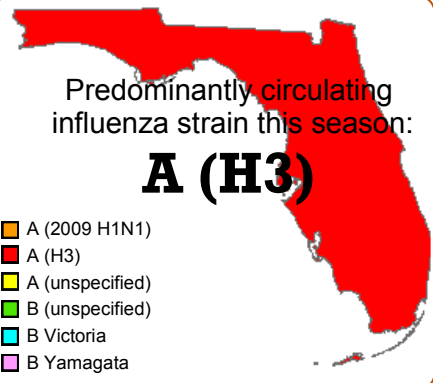 Predominantly circulating
influenza strain this season:
A (H3)
A (2009 H1N1)
A (H3)
A (unspecified)
B (unspecified)
B Victoria
B Yamagata